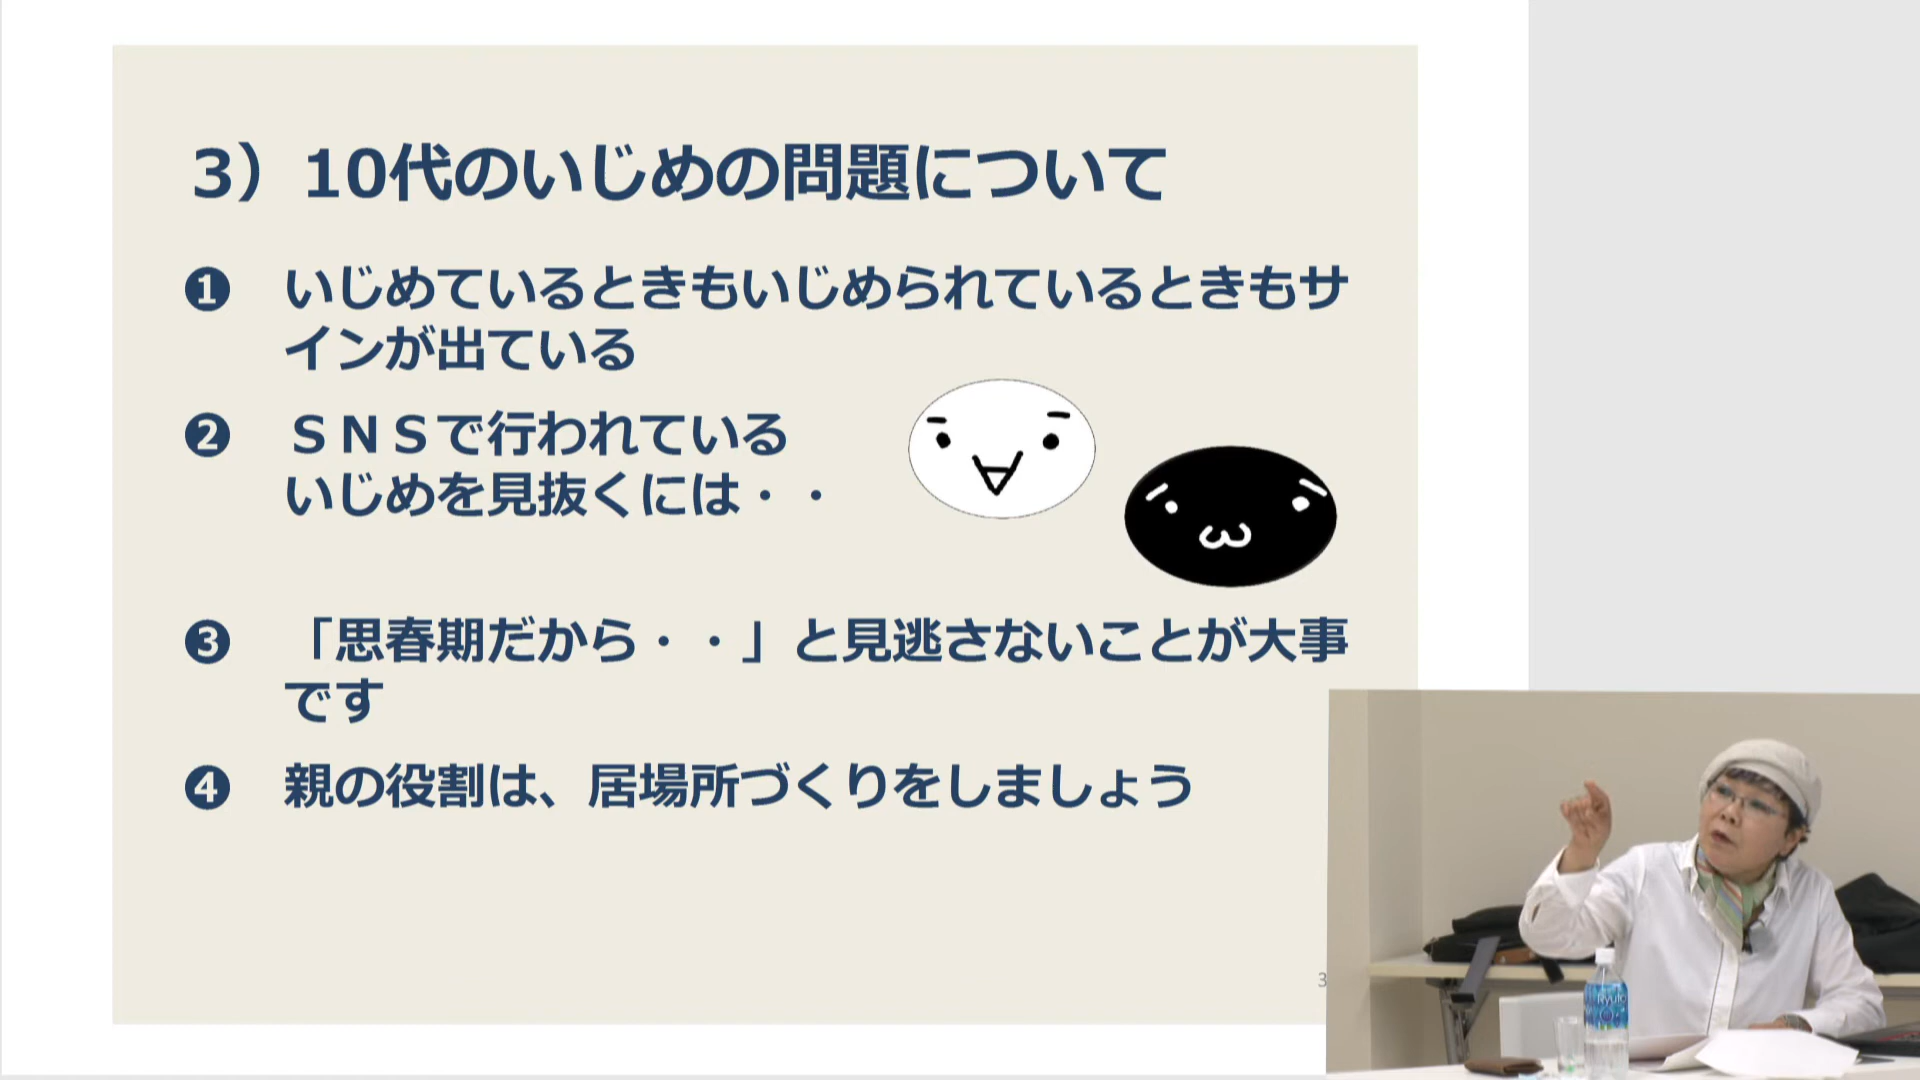 3）10代のいじめの問題について
❶ いじめているときもいじめられているときもサ
インが出ている
❷ ＳＮＳで行われている
いじめを見抜くには・・
❸ 「思春期だから・・」と見逃さないことが大事
です
❹ 親の役割は、居場所づくりをしましょう
3